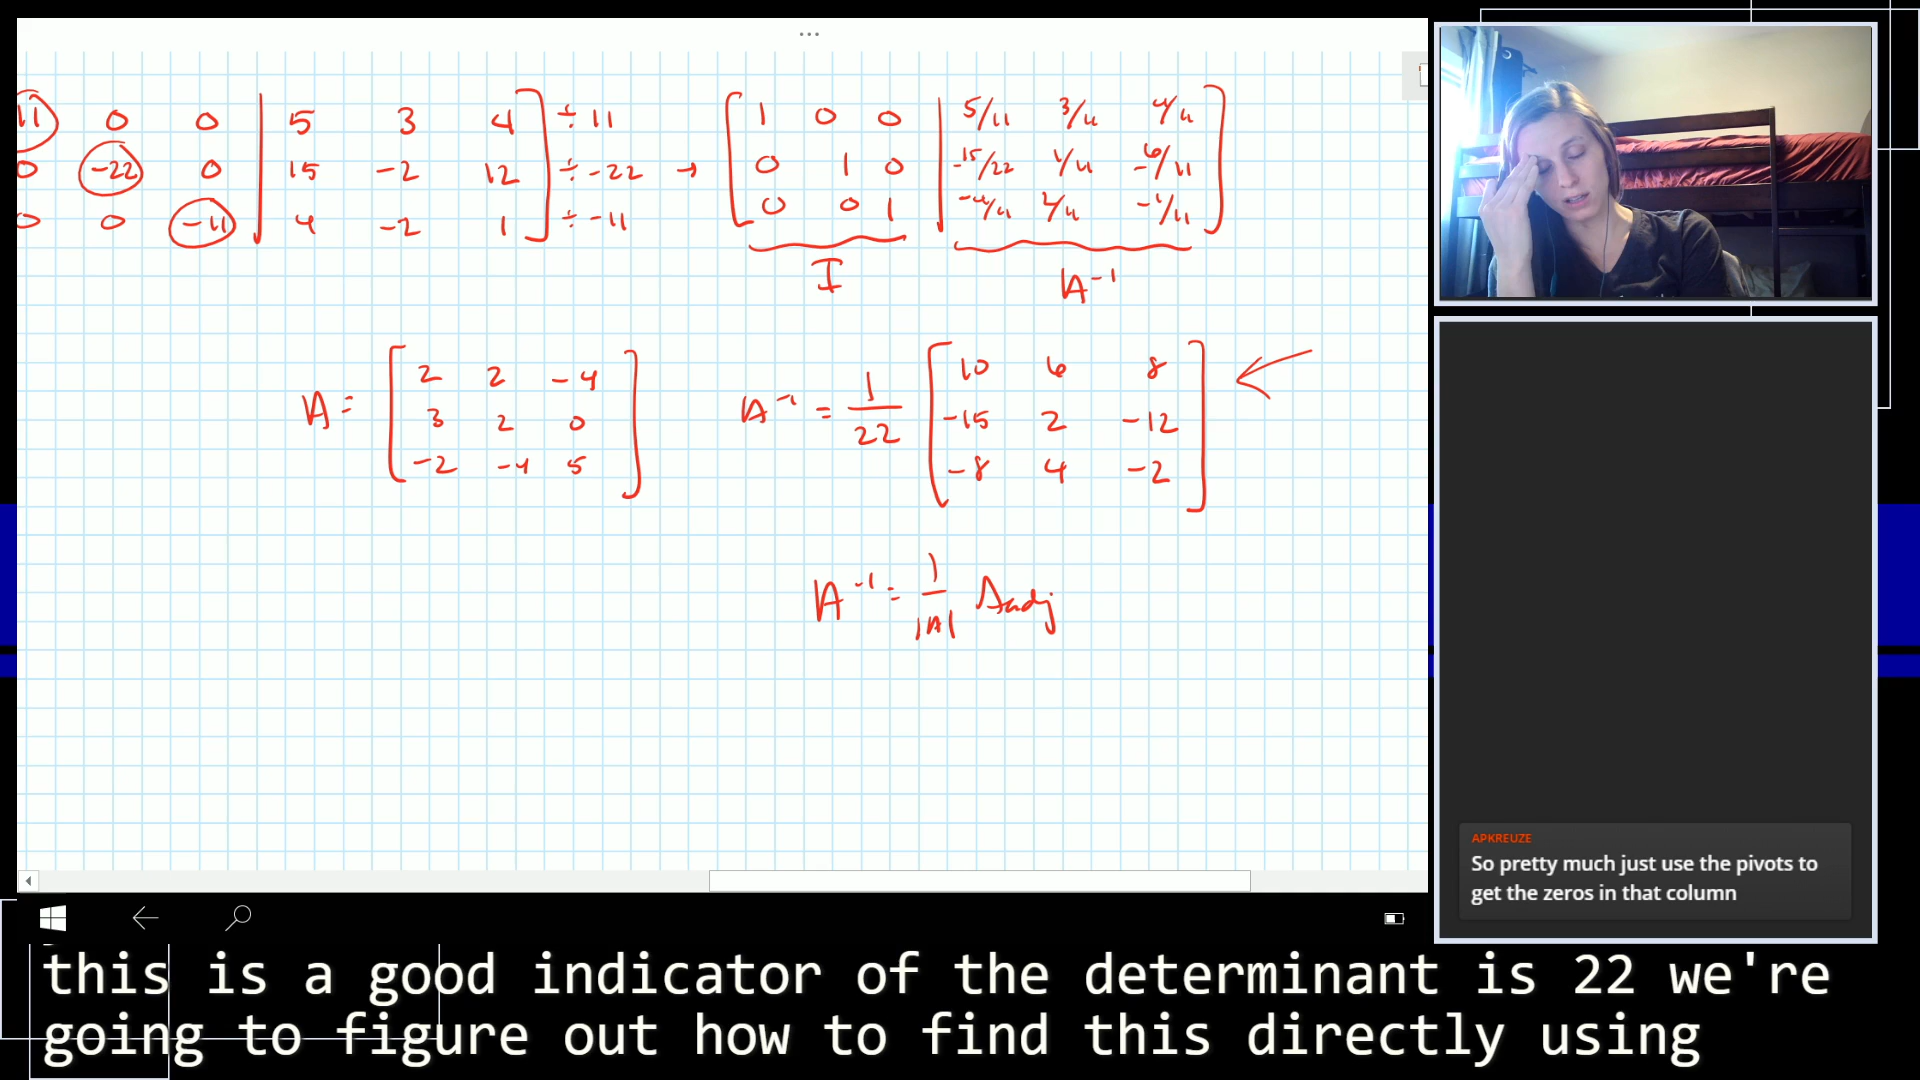 ...
11 0 0 | 5 3 4 ] ÷ 11
0 -22 0 | 15 -2 12 ] ÷ -22 →
0 0 -11 | 4 -2 1 ] ÷ -11
[ 1 0 0 | 5/11 3/11 4/11 ]
[ 0 1 0 | -15/22 1/11 -6/11 ]
[ 0 0 1 | -4/11 2/11 -1/11 ]
I
A⁻¹
A = [ 2 2 -4
3 2 0
-2 -4 5 ]
A⁻¹ = 1/22 [ 10 6 8
-15 2 -12
-8 4 -2 ]
A⁻¹ = 1/|A| Aadj
APKREUZE
So pretty much just use the pivots to
get the zeros in that column
this is a good indicator of the determinant is 22 we're
going to figure out how to find this directly using